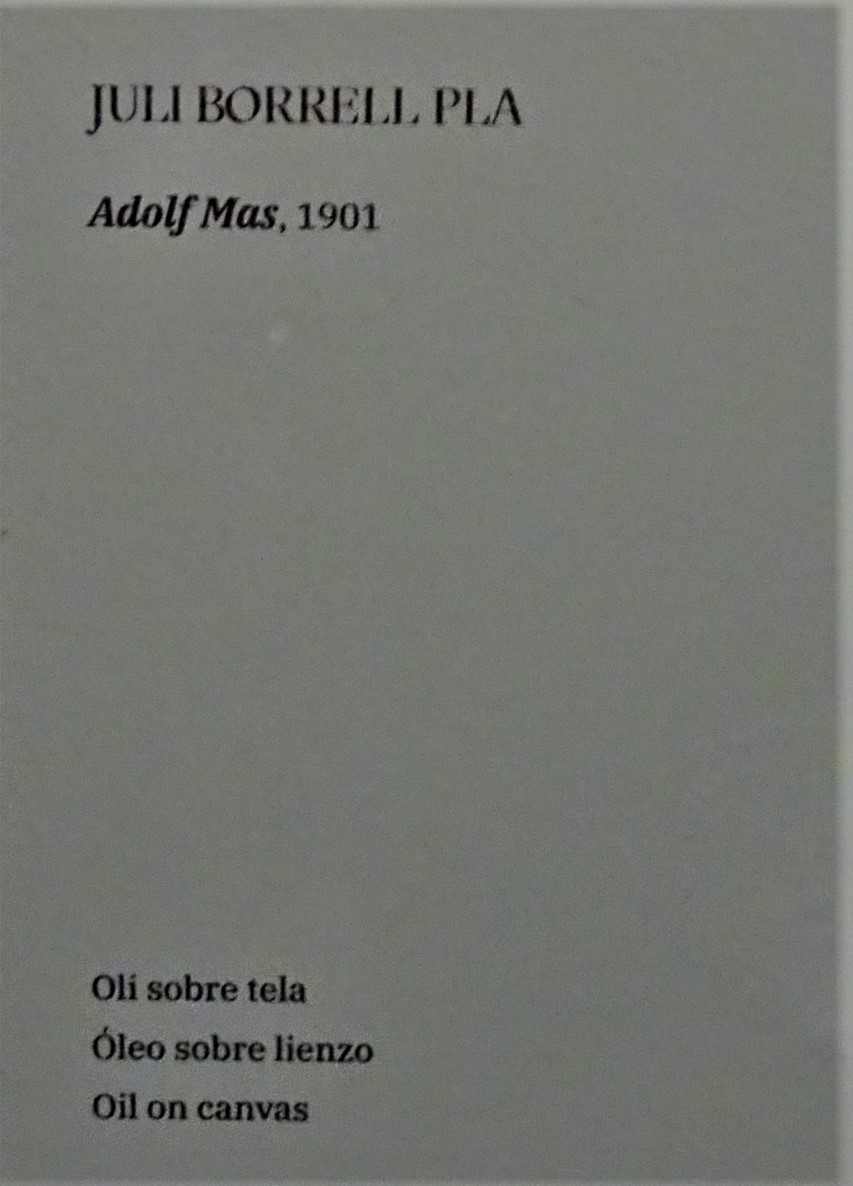 JULI BORRELL PLA
Adolf Mas, 1901
Oli sobre tela
Óleo sobre lienzo
Oil on canvas